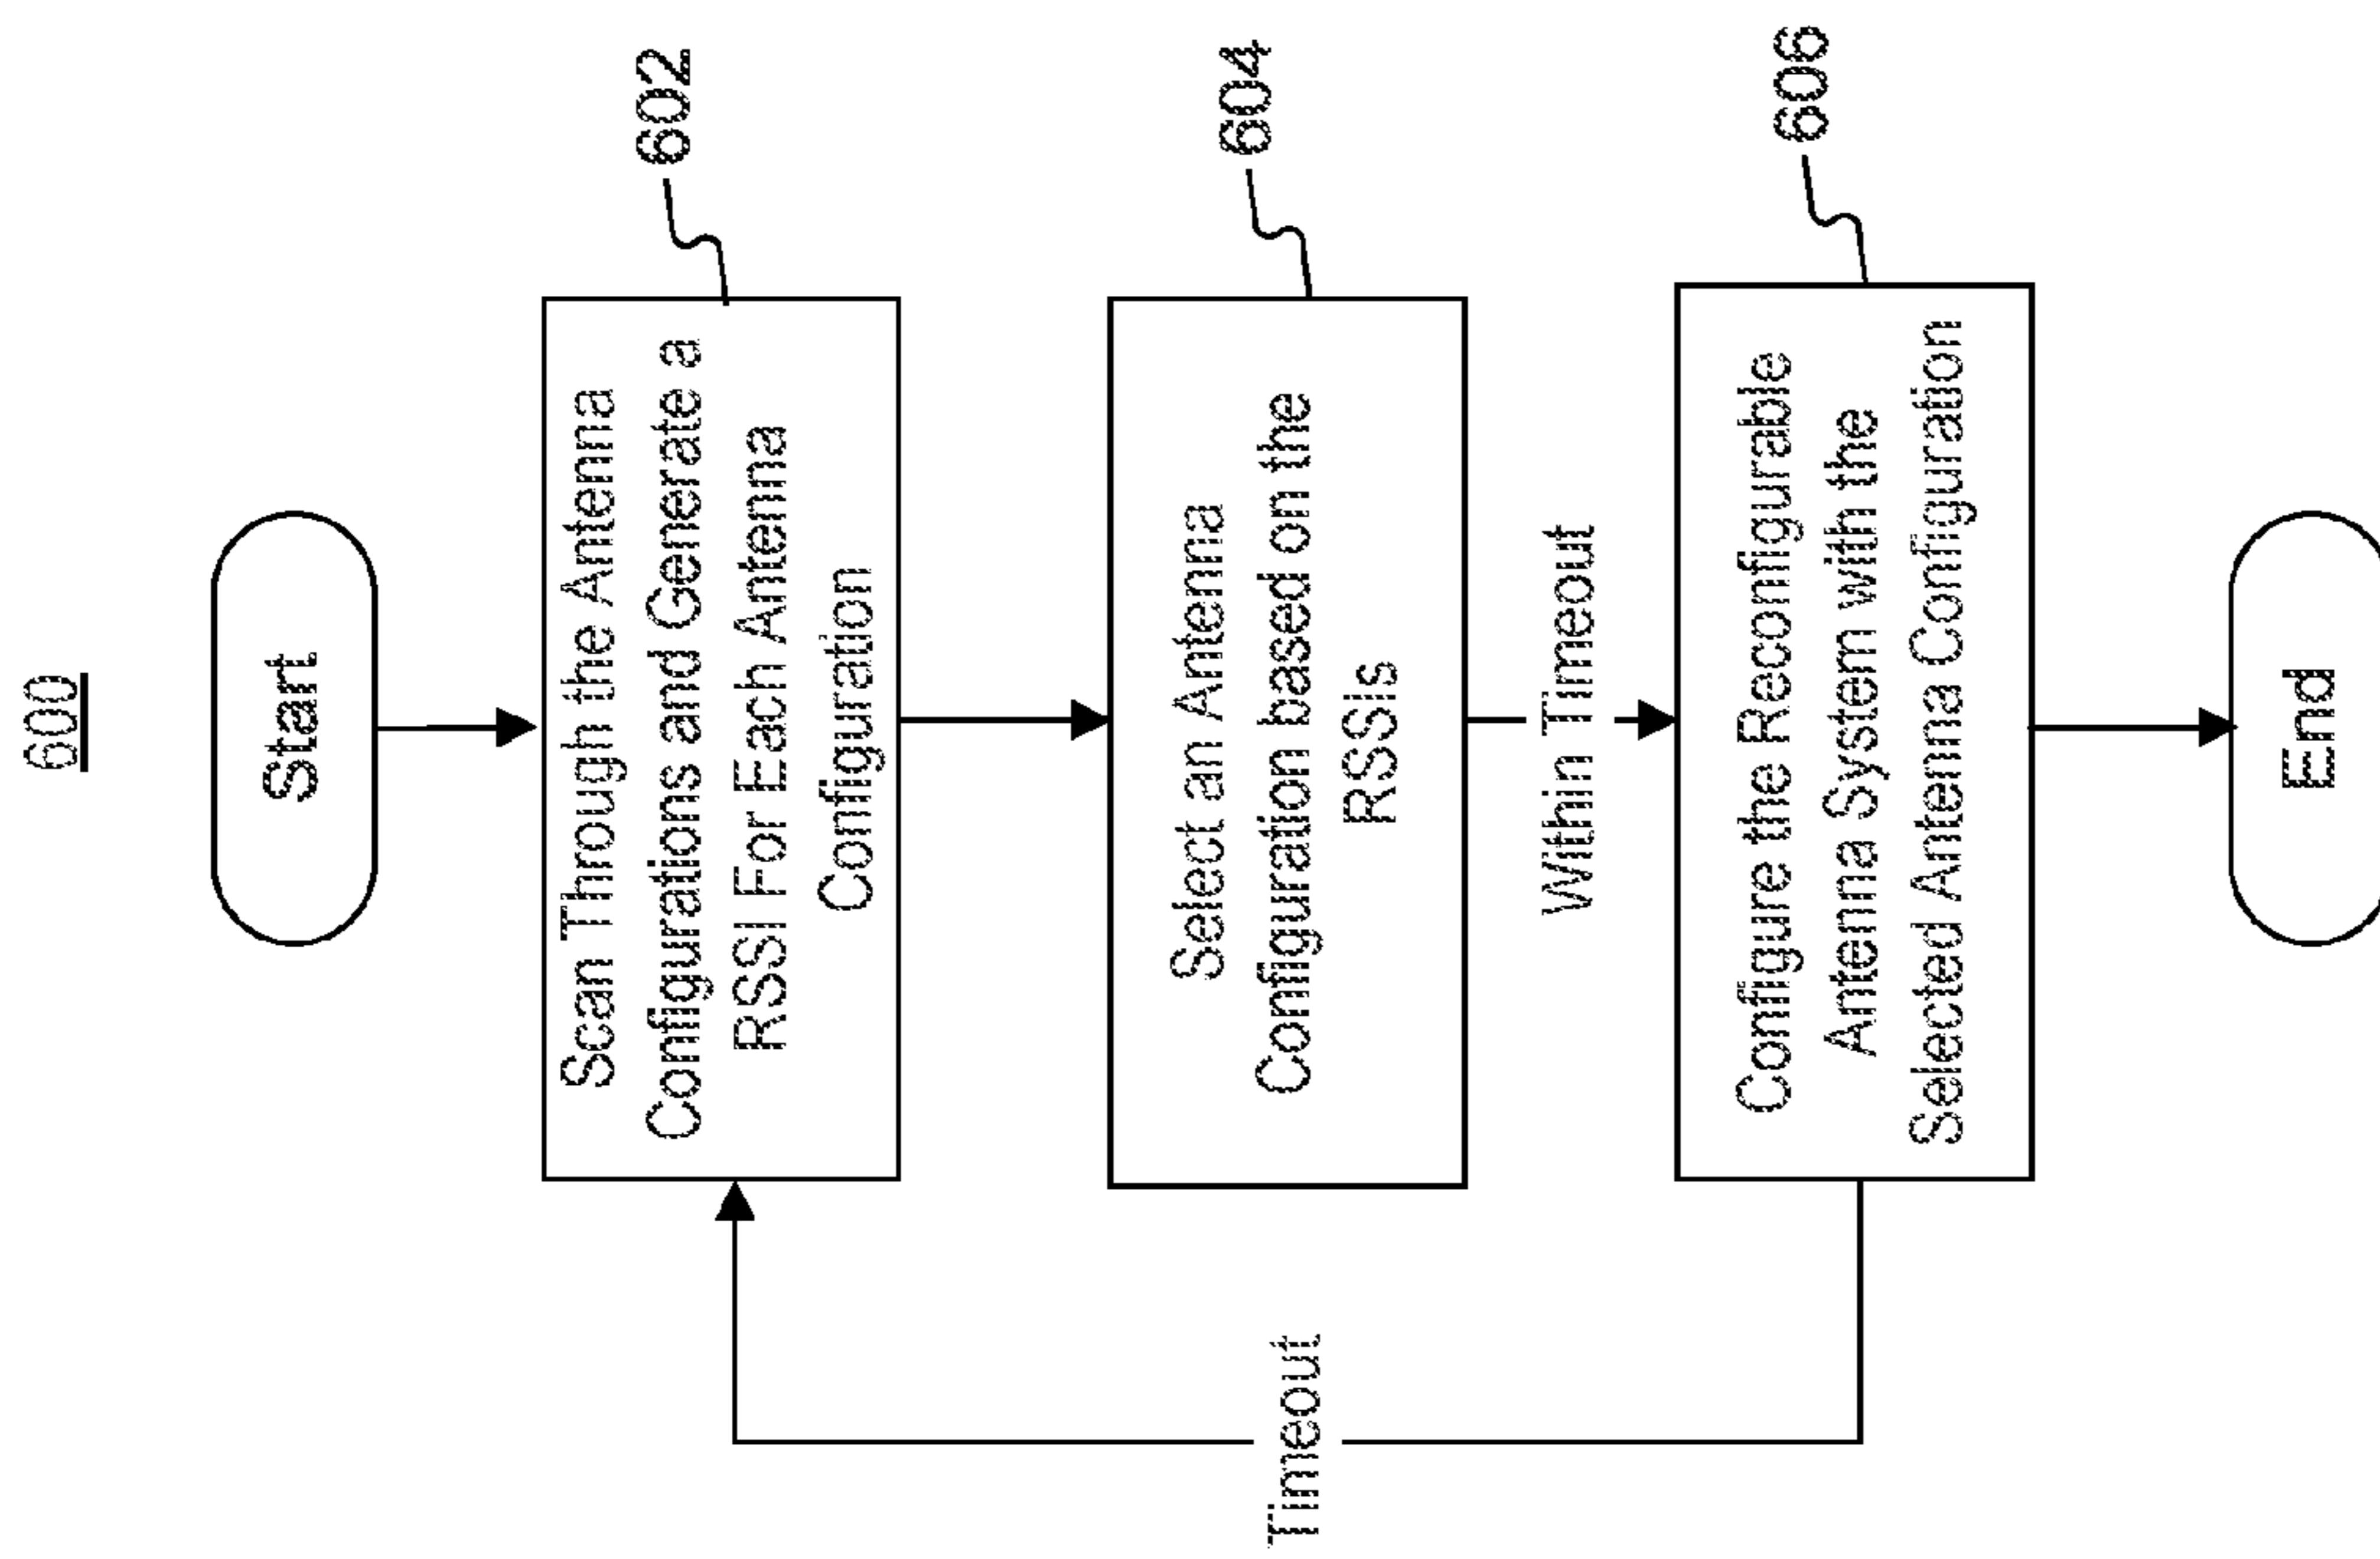 600
Start
Scan Through the Antenna
Configurations and Generate a
RSSI For Each Antenna
Configuration
602
Select an Antenna
Configuration based on the
RSSIs
604
Within Timeout
Configure the Reconfigurable
Antenna System with the
Selected Antenna Configuration
606
Timeout
End